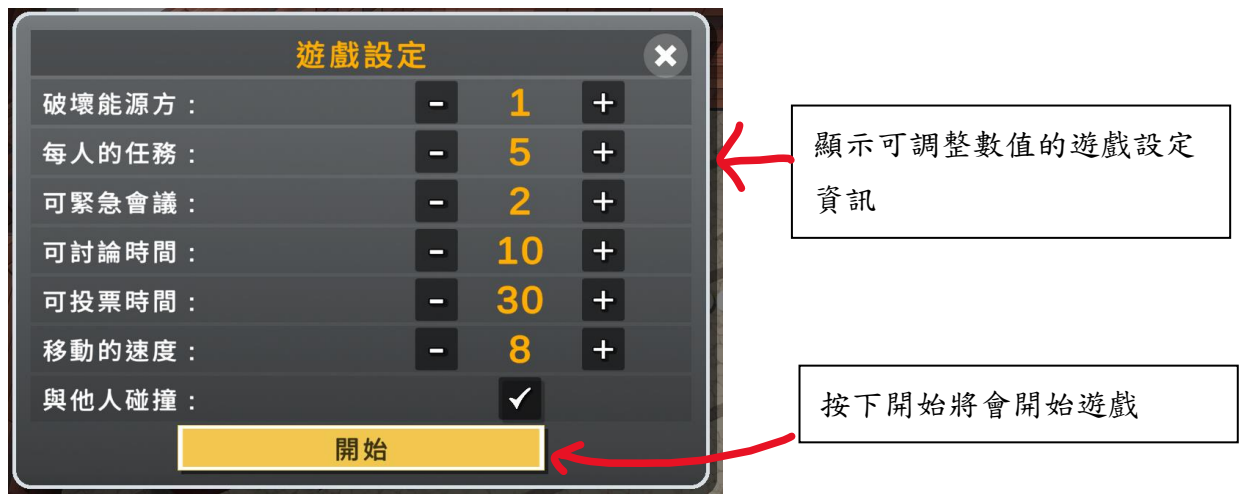 遊戲設定
破壞能源方： - 1 +
每人的任務： - 5 +
可緊急會議： - 2 +
可討論時間： - 10 +
可投票時間： - 30 +
移動的速度： - 8 +
與他人碰撞：
開始
顯示可調整數值的遊戲設定
資訊
按下開始將會開始遊戲